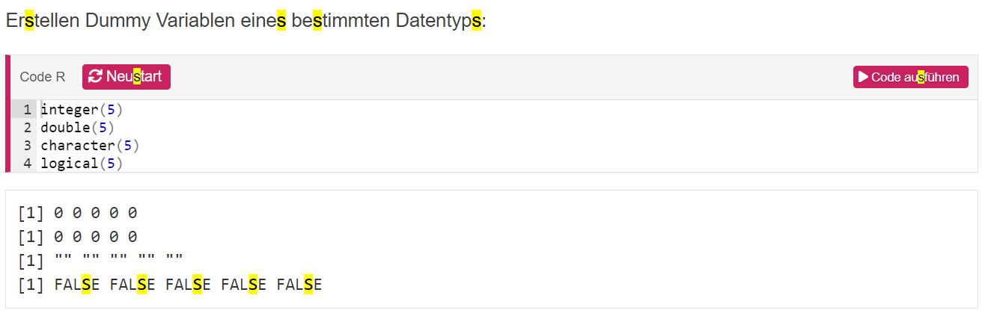 Erstellen Dummy Variablen eines bestimmten Datentyps:
Code R Neustart Code ausführen
1 integer(5)
2 double(5)
3 character(5)
4 logical(5)
[1] 0 0 0 0 0
[1] 0 0 0 0 0
[1] "" "" "" "" ""
[1] FALSE FALSE FALSE FALSE FALSE